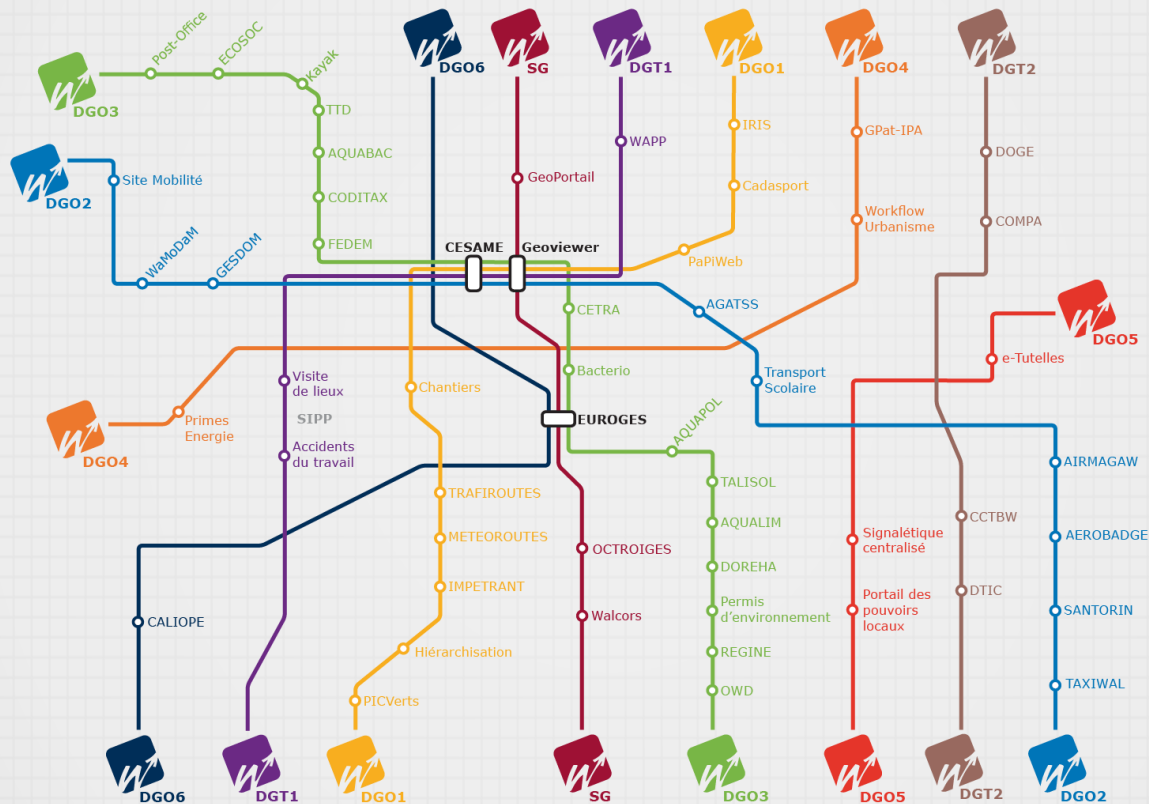 DGO6
SG
DGT1
DGO1
DGO4
DGT2
DGO3
Post-Office
ECOSOC
Kayak
TTD
AQUABAC
CODITAX
FEDEM
DGO2
Site Mobilité
WaMoDaM
GESDOM
IRIS
WAPP
GeoPortail
Cadasport
PaPiWeb
GPat-IPA
Workflow
Urbanisme
DOGE
COMPA
CESAME
Geoviewer
CETRA
Bacterio
AGATSS
Transport
Scolaire
DGO5
e-Tutelles
Visite
de lieux
SIPP
Accidents
du travail
Chantiers
EUROGES
AQUAPOL
Primes
Energie
DGO4
TRAFIROUTES
METEOROUTES
IMPETRANT
Hiérarchisation
PICVerts
OCTROIGES
Walcors
TALISOL
AQUALIM
DOREHA
Permis
d'environnement
REGINE
OWD
Signalétique
centralisé
Portail des
pouvoirs
locaux
CCTBW
DTIC
AIRMAGAW
AEROBADGE
SANTORIN
TAXIWAL
CALIOPE
DGO6
DGT1
DGO1
SG
DGO3
DGO5
DGT2
DGO2